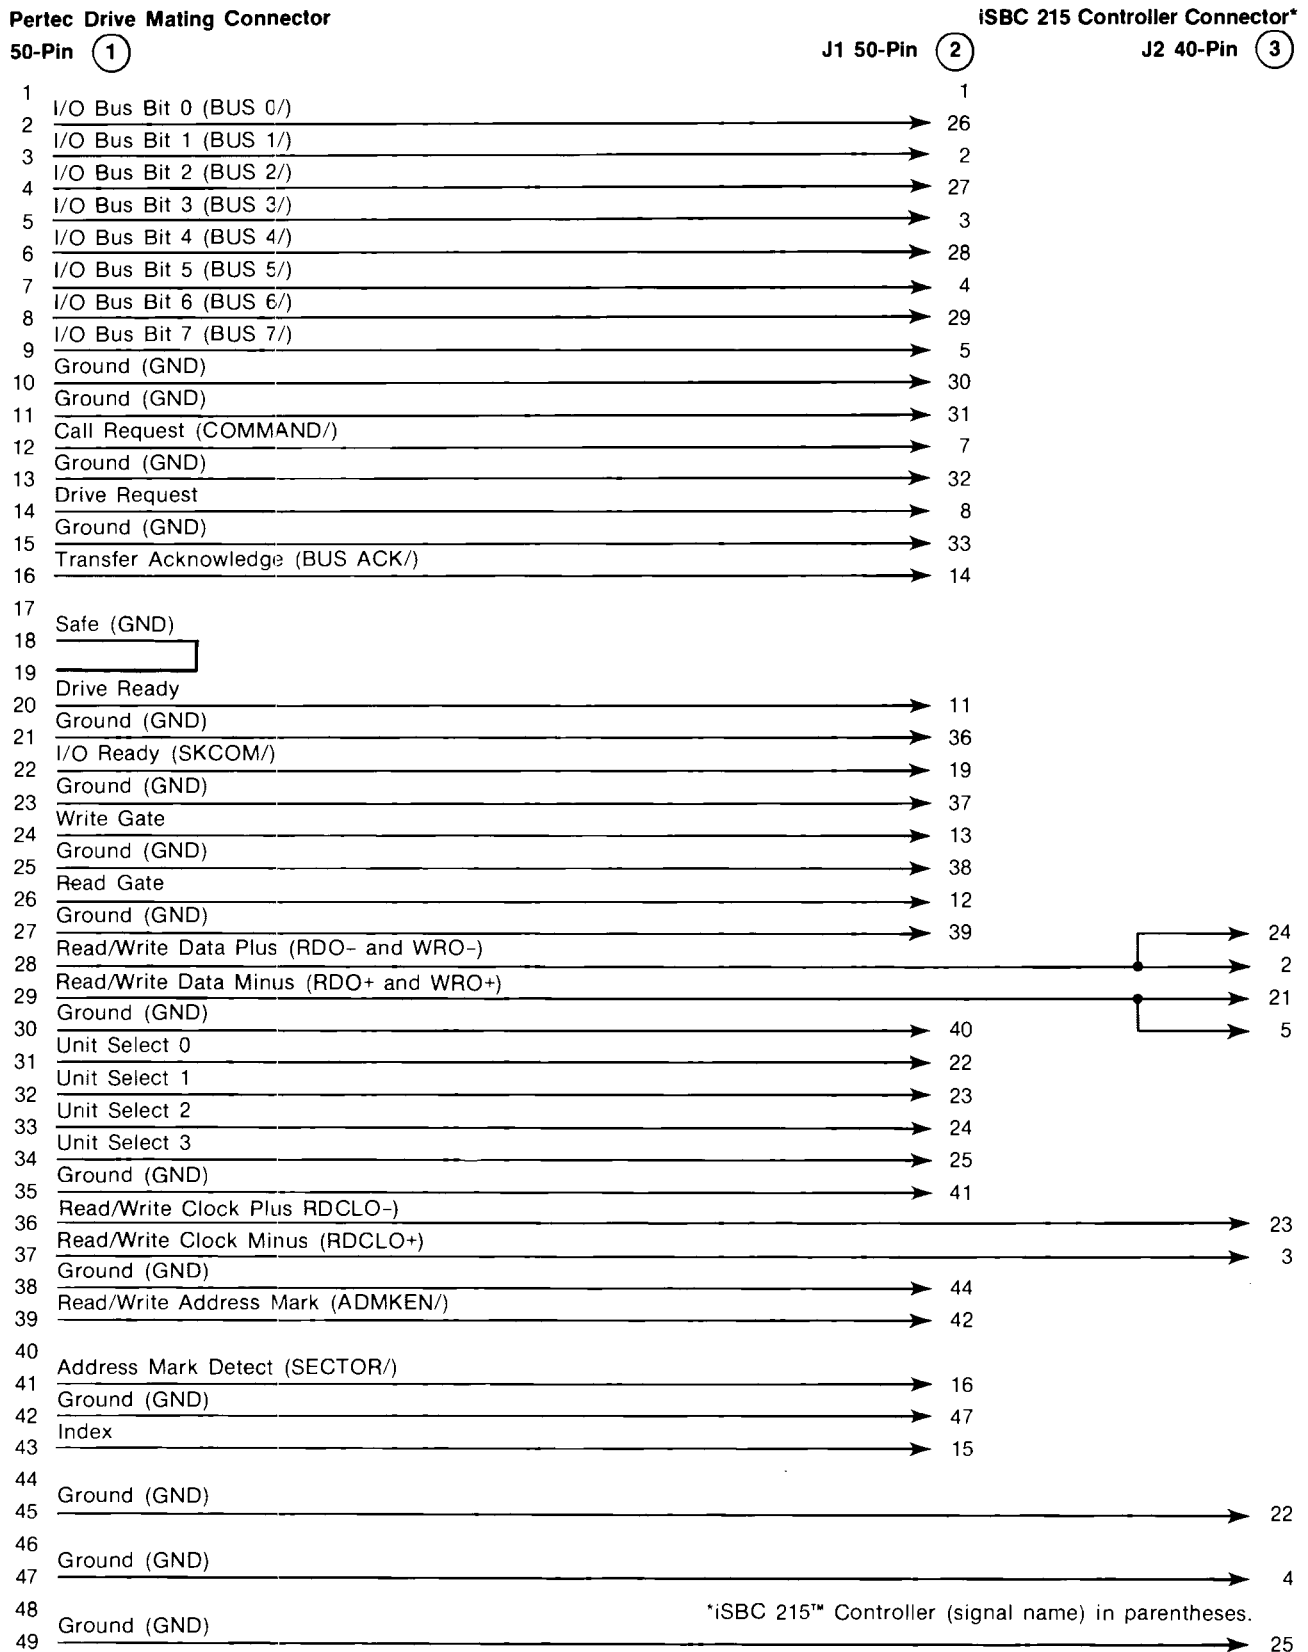 Pertec Drive Mating Connector iSBC 215 Controller Connector*
50-Pin 1 J1 50-Pin 2 J2 40-Pin 3
1 1
I/O Bus Bit 0 (BUS 0/)
2 26
I/O Bus Bit 1 (BUS 1/)
3 2
I/O Bus Bit 2 (BUS 2/)
4 27
I/O Bus Bit 3 (BUS 3/)
5 3
I/O Bus Bit 4 (BUS 4/)
6 28
I/O Bus Bit 5 (BUS 5/)
7 4
I/O Bus Bit 6 (BUS 6/)
8 29
I/O Bus Bit 7 (BUS 7/)
9 5
Ground (GND)
10 30
Ground (GND)
11 31
Call Request (COMMAND/)
12 7
Ground (GND)
13 32
Drive Request
14 8
Ground (GND)
15 33
Transfer Acknowledge (BUS ACK/)
16 14
17
Safe (GND)
18
19
Drive Ready
20 11
Ground (GND)
21 36
I/O Ready (SKCOM/)
22 19
Ground (GND)
23 37
Write Gate
24 13
Ground (GND)
25 38
Read Gate
26 12
Ground (GND)
27 39 24
Read/Write Data Plus (RDO- and WRO-)
28 2
Read/Write Data Minus (RDO+ and WRO+)
29 21
Ground (GND)
30 40 5
Unit Select 0
31 22
Unit Select 1
32 23
Unit Select 2
33 24
Unit Select 3
34 25
Ground (GND)
35 41
Read/Write Clock Plus RDCLO-)
36 23
Read/Write Clock Minus (RDCLO+)
37 3
Ground (GND)
38 44
Read/Write Address Mark (ADMKEN/)
39 42
40
Address Mark Detect (SECTOR/)
41 16
Ground (GND)
42 47
Index
43 15
44
Ground (GND)
45 22
46
Ground (GND)
47 4
48 *iSBC 215™ Controller (signal name) in parentheses.
Ground (GND)
49 25